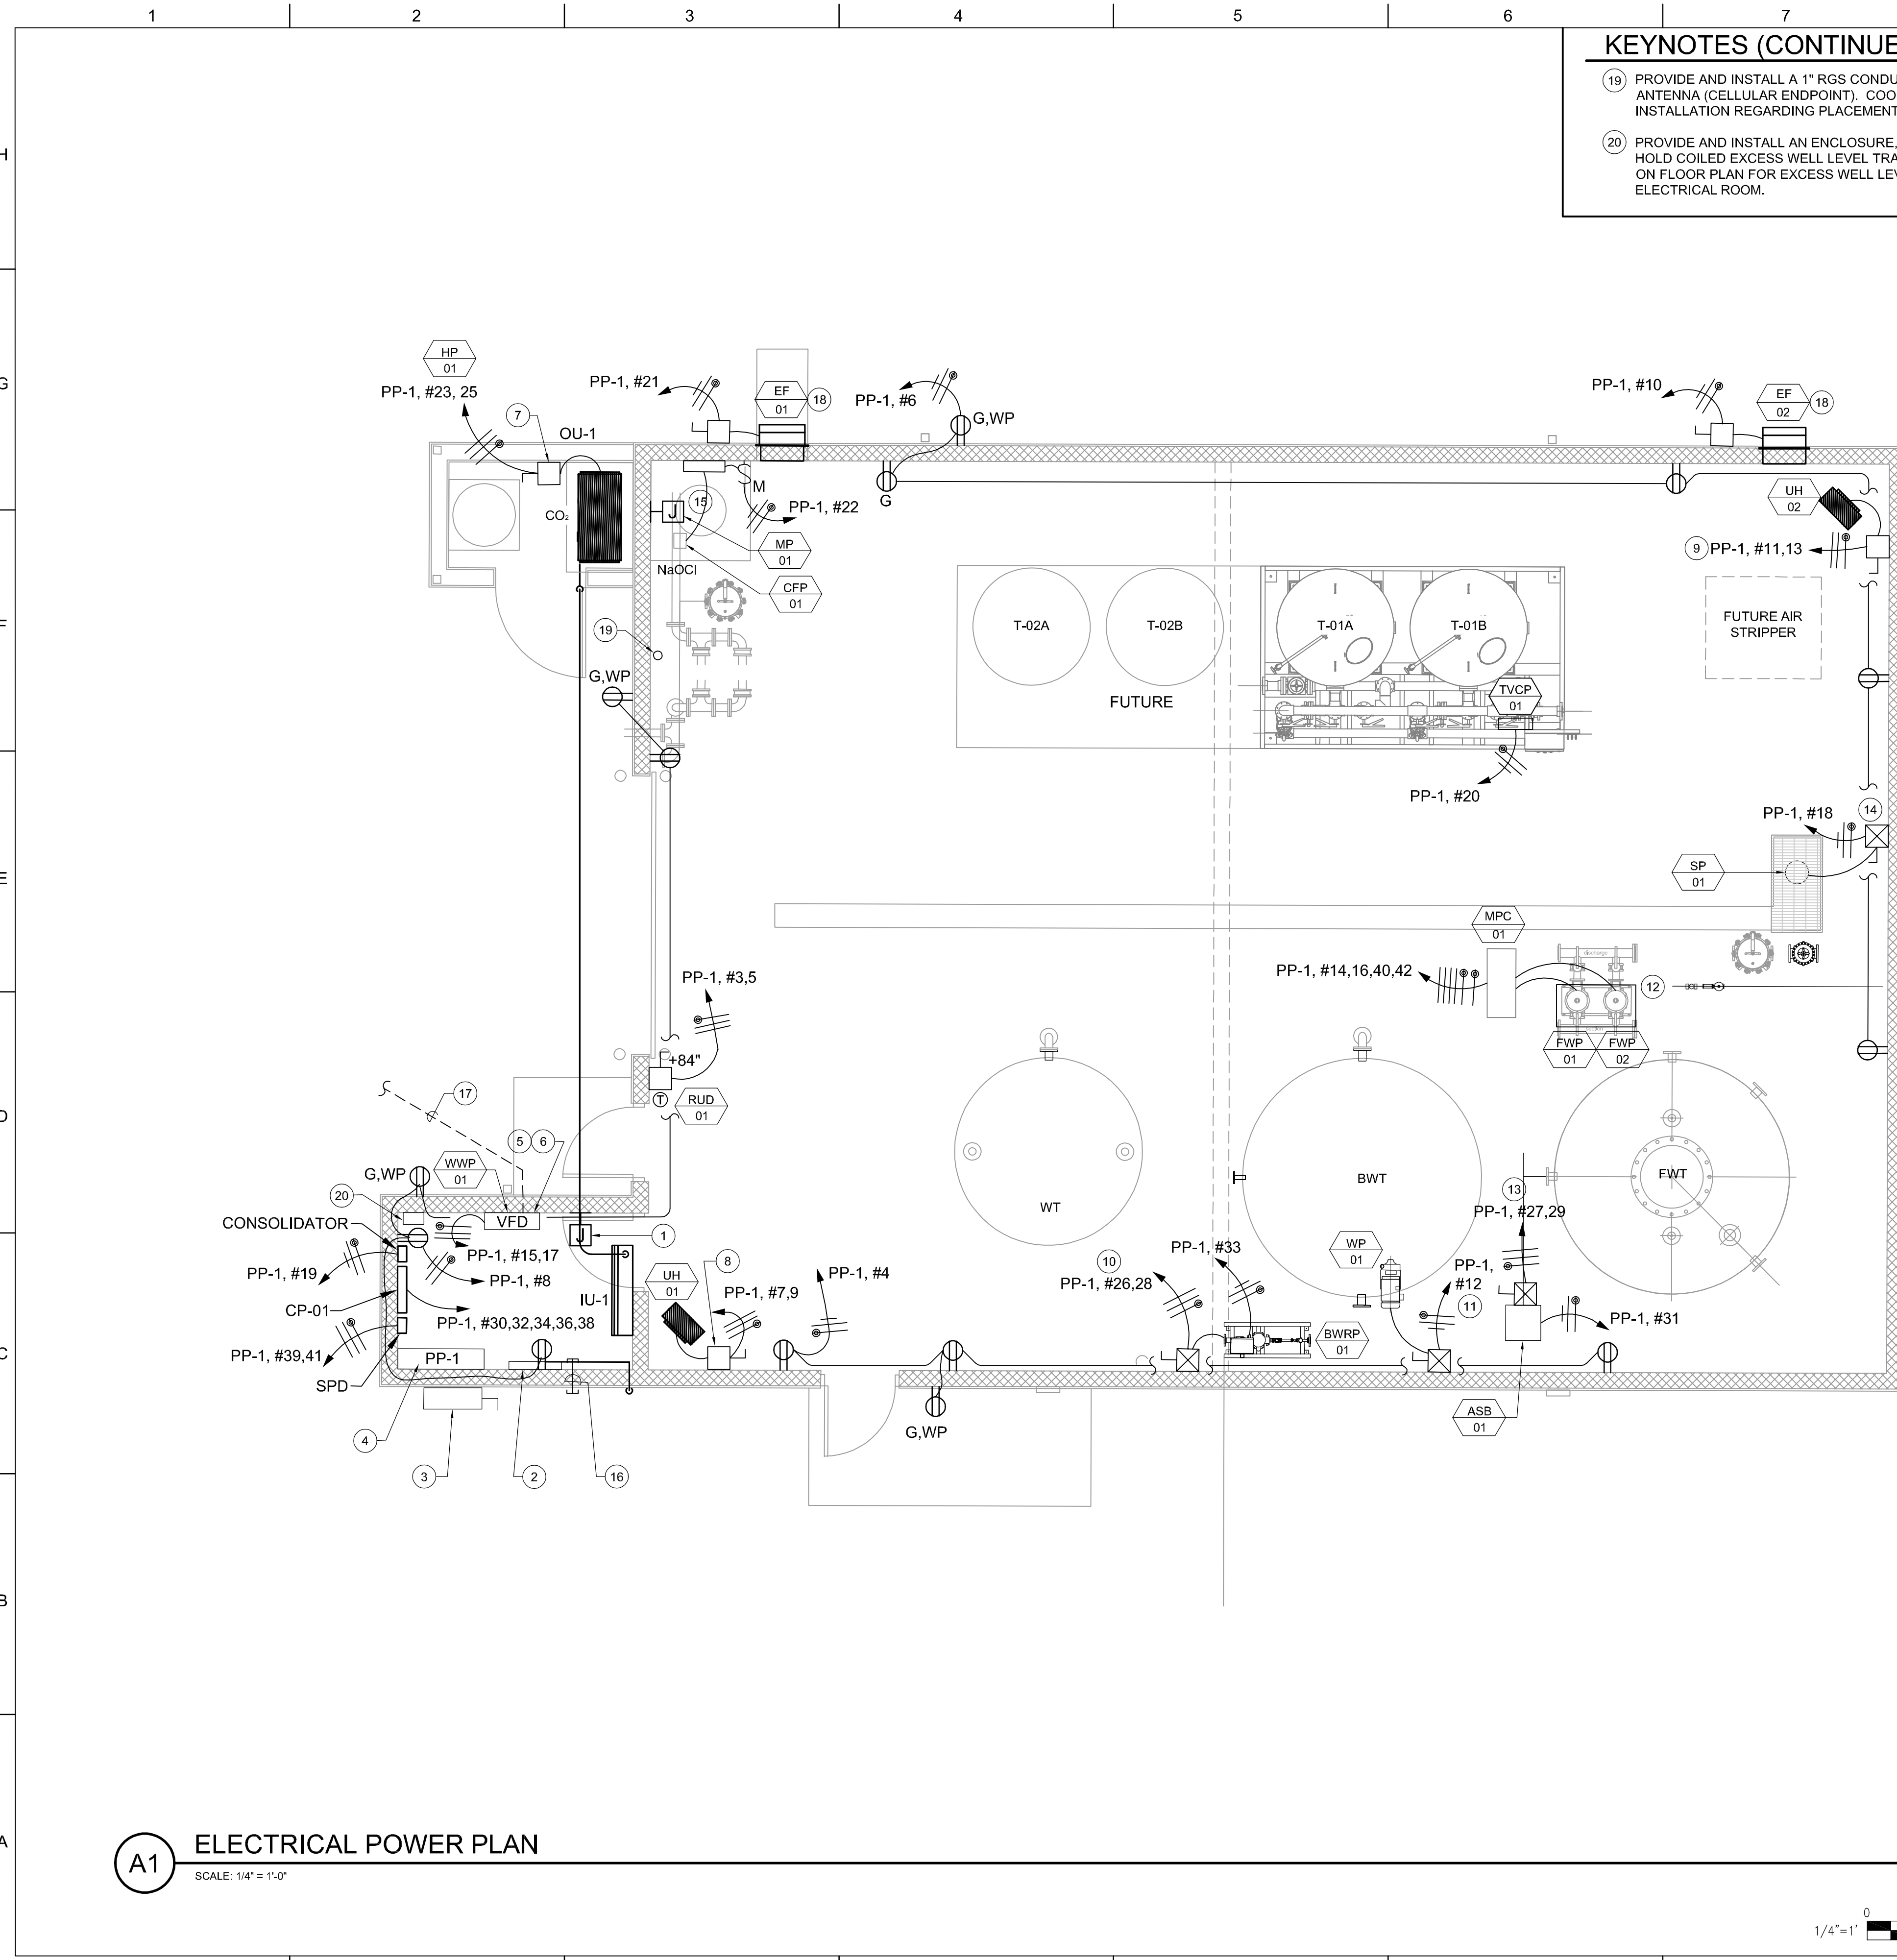 1
2
3
4
5
6
7
KEYNOTES (CONTINUE
19 PROVIDE AND INSTALL A 1" RGS CONDU
ANTENNA (CELLULAR ENDPOINT). COO
INSTALLATION REGARDING PLACEMENT
20 PROVIDE AND INSTALL AN ENCLOSURE,
HOLD COILED EXCESS WELL LEVEL TRA
ON FLOOR PLAN FOR EXCESS WELL LEV
ELECTRICAL ROOM.
H
G
F
E
D
C
B
A
HP
01
PP-1, #23, 25
7
OU-1
CO2
PP-1, #21
EF
01
18
PP-1, #6
G,WP
G
M
15
J
PP-1, #22
MP
01
NaOCl
CFP
01
19
G,WP
PP-1, #10
EF
02
18
UH
02
9 PP-1, #11,13
FUTURE AIR
STRIPPER
T-02A
T-02B
T-01A
T-01B
FUTURE
TVCP
01
PP-1, #20
PP-1, #18
14
SP
01
MPC
01
PP-1, #14,16,40,42
discharge
12
FWP
01
FWP
02
PP-1, #3,5
+84"
T
RUD
01
17
5
6
WWP
01
G,WP
20
CONSOLIDATOR
VFD
J
1
PP-1, #15,17
PP-1, #19
PP-1, #8
CP-01
IU-1
PP-1, #30,32,34,36,38
PP-1, #39,41
PP-1
SPD
4
3
2
16
UH
01
8
PP-1, #7,9
PP-1, #4
G,WP
WT
BWT
FWT
10
PP-1, #26,28
PP-1, #33
WP
01
BWRP
01
13
PP-1, #27,29
PP-1,
#12
11
PP-1, #31
ASB
01
A1
ELECTRICAL POWER PLAN
SCALE: 1/4" = 1'-0"
0
1/4"=1'